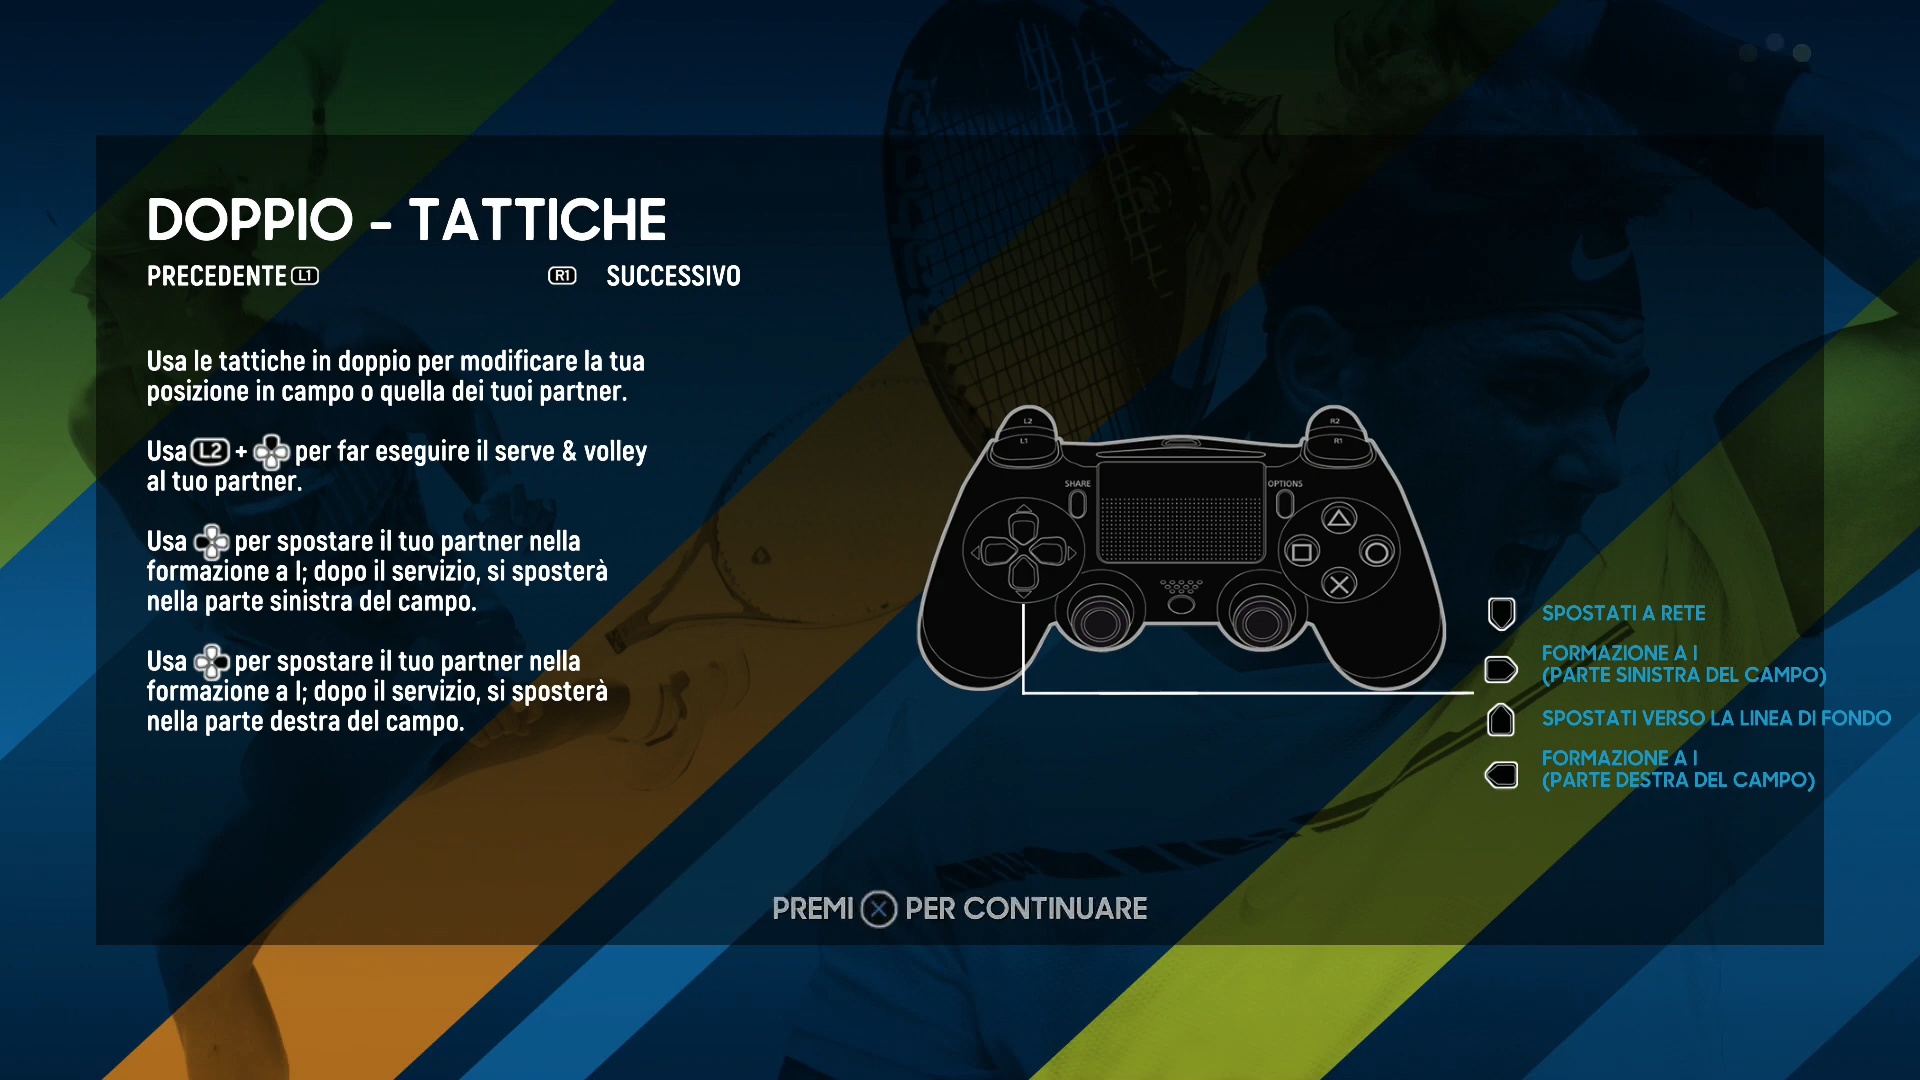 DOPPIO - TATTICHE
PRECEDENTE L1
R1 SUCCESSIVO
Usa le tattiche in doppio per modificare la tua
posizione in campo o quella dei tuoi partner.
Usa L2 + per far eseguire il serve & volley
al tuo partner.
Usa per spostare il tuo partner nella
formazione a I; dopo il servizio, si sposterà
nella parte sinistra del campo.
Usa per spostare il tuo partner nella
formazione a I; dopo il servizio, si sposterà
nella parte destra del campo.
L2
L1
R2
R1
SHARE
OPTIONS
SPOSTATI A RETE
FORMAZIONE A I
(PARTE SINISTRA DEL CAMPO)
SPOSTATI VERSO LA LINEA DI FONDO
FORMAZIONE A I
(PARTE DESTRA DEL CAMPO)
PREMI X PER CONTINUARE